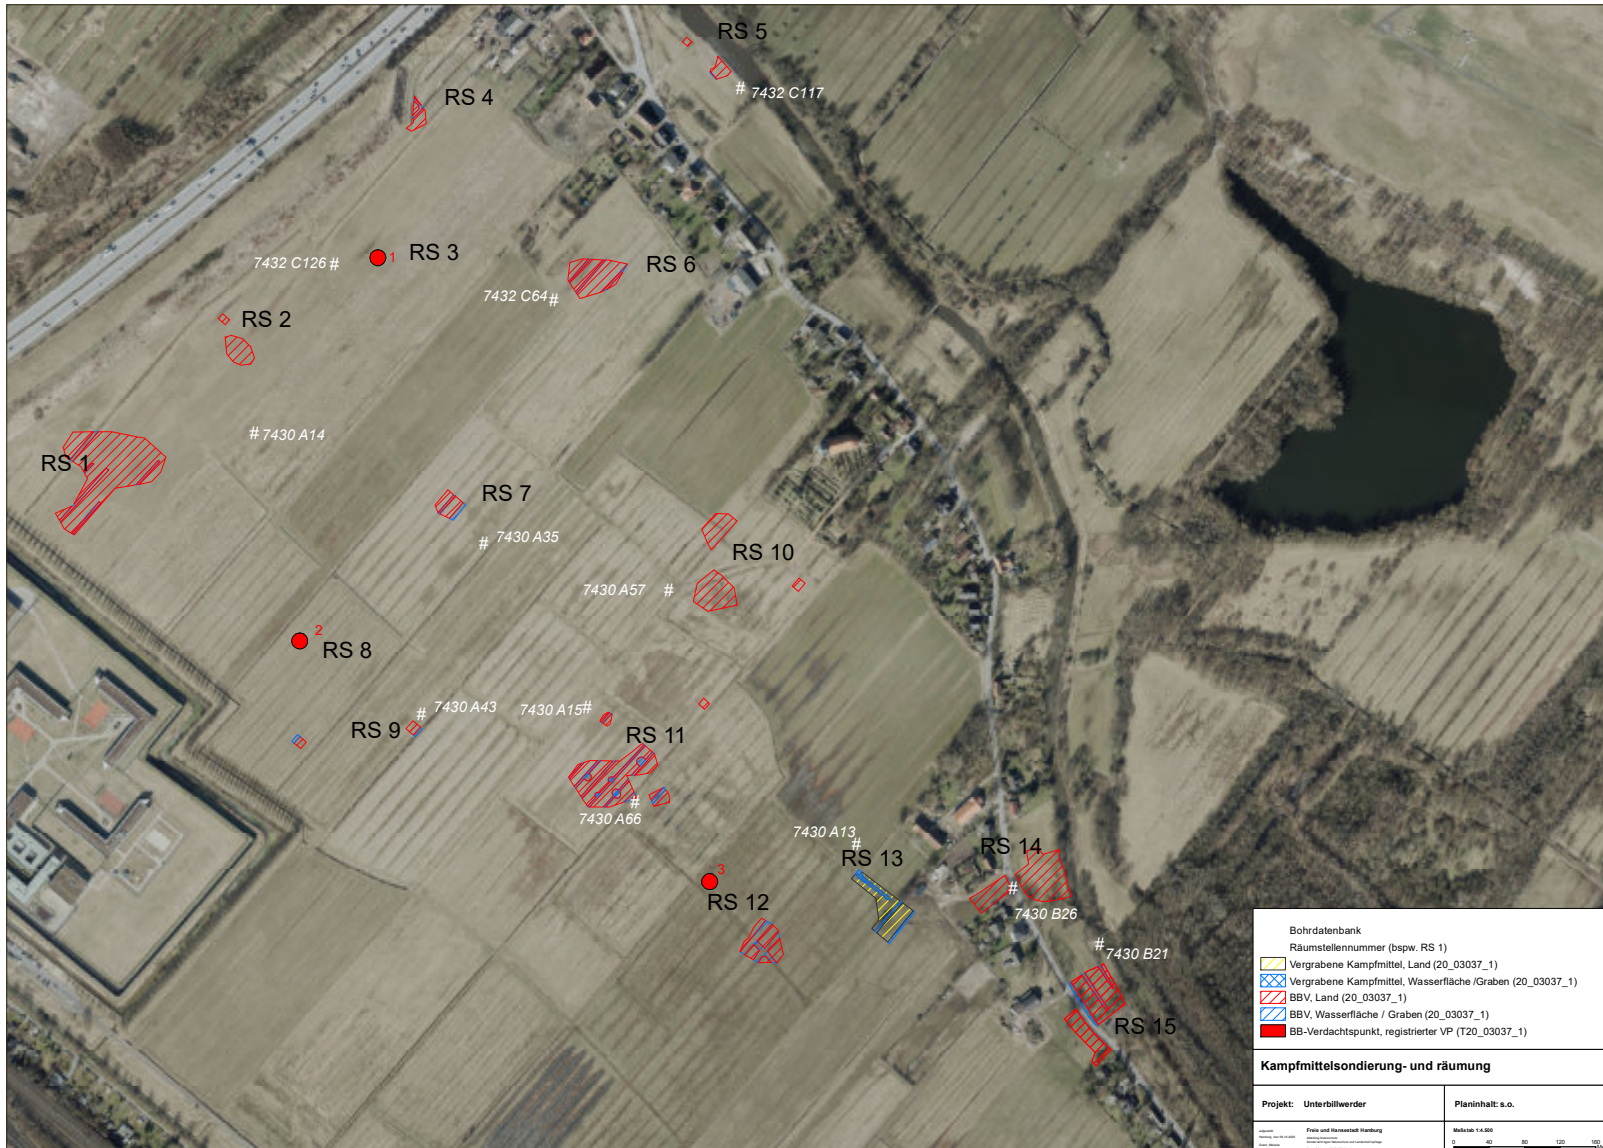 RS 5
# 7432 C117
RS 4
7432 C126 #
1
RS 3
RS 6
7432 C64 #
RS 2
# 7430 A14
RS 1
RS 7
# 7430 A35
RS 10
7430 A57 #
2
RS 8
7430 A43
#
RS 9
7430 A15 #
RS 11
#
7430 A66
7430 A13
#
RS 13
RS 14
#
7430 B26
3
RS 12
#
7430 B21
RS 15
Bohrdatenbank
Räumstellennummer (bspw. RS 1)
Vergrabene Kampfmittel, Land (20_03037_1)
Vergrabene Kampfmittel, Wasserfläche /Graben (20_03037_1)
BBV, Land (20_03037_1)
BBV, Wasserfläche / Graben (20_03037_1)
BB-Verdachtspunkt, registrierter VP (T20_03037_1)
Kampfmittelsondierung- und räumung
Projekt: Unterbillwerder
Planinhalt: s.o.
Freie und Hansestadt Hamburg
Maßstab 1:4.500
0 40 80 120 160